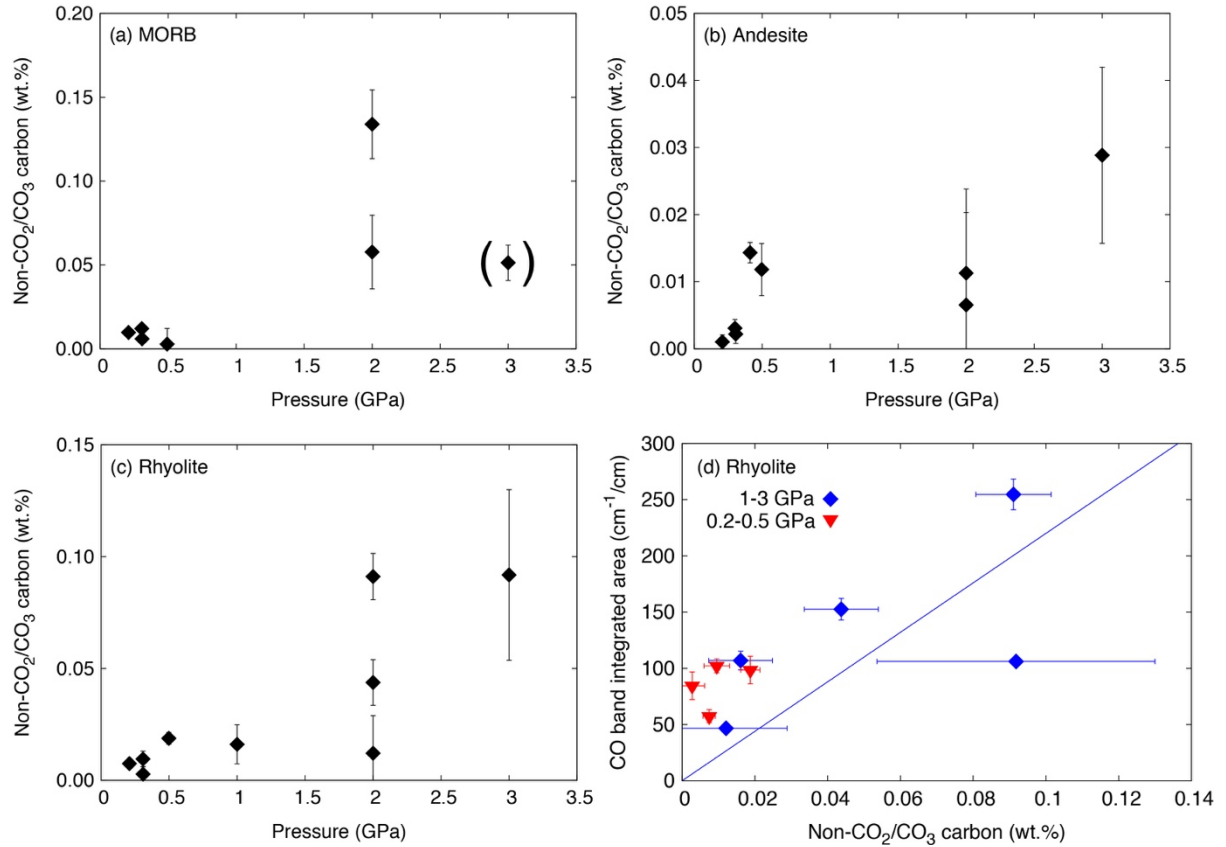 (a) MORB
Non-CO₂/CO₃ carbon (wt.%)
0.20
0.15
0.10
0.05
0.00
( )
0 0.5 1 1.5 2 2.5 3 3.5
Pressure (GPa)
(b) Andesite
Non-CO₂/CO₃ carbon (wt.%)
0.05
0.04
0.03
0.02
0.01
0.00
0 0.5 1 1.5 2 2.5 3 3.5
Pressure (GPa)
(c) Rhyolite
Non-CO₂/CO₃ carbon (wt.%)
0.15
0.10
0.05
0.00
0 0.5 1 1.5 2 2.5 3 3.5
Pressure (GPa)
(d) Rhyolite
1-3 GPa
0.2-0.5 GPa
CO band integrated area (cm⁻¹/cm)
300
250
200
150
100
50
0
0 0.02 0.04 0.06 0.08 0.1 0.12 0.14
Non-CO₂/CO₃ carbon (wt.%)